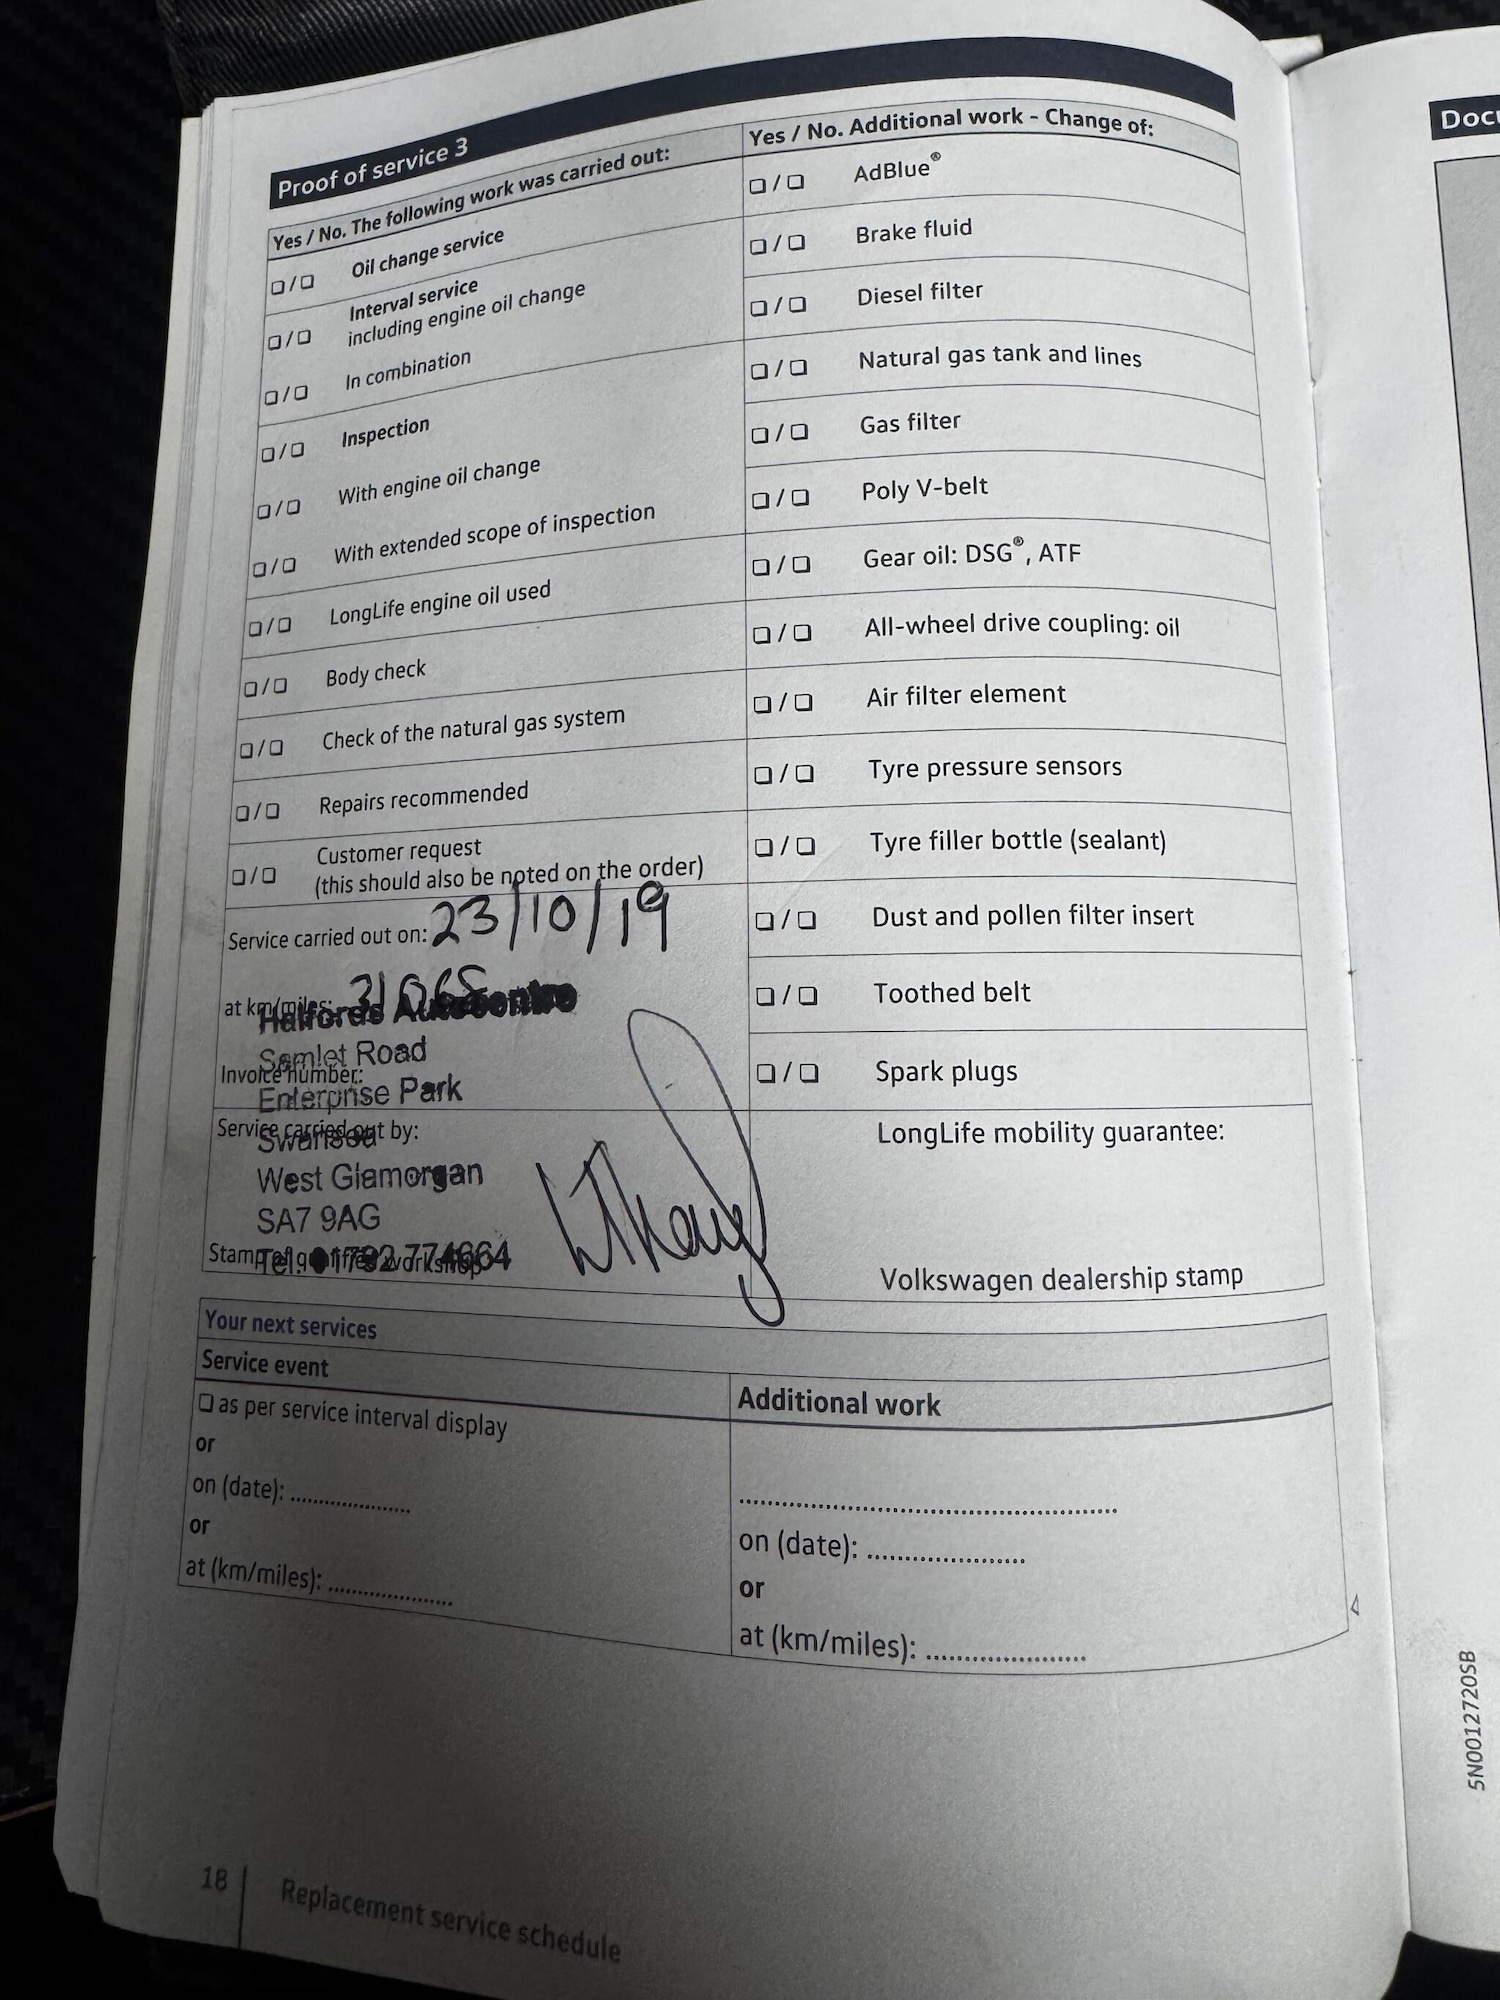 Proof of service 3
Yes / No. The following work was carried out:
❏ / ❏ Oil change service
❏ / ❏ Interval service
including engine oil change
❏ / ❏ In combination
❏ / ❏ Inspection
❏ / ❏ With engine oil change
❏ / ❏ With extended scope of inspection
❏ / ❏ LongLife engine oil used
❏ / ❏ Body check
❏ / ❏ Check of the natural gas system
❏ / ❏ Repairs recommended
❏ / ❏ Customer request
(this should also be noted on the order)
Service carried out on: 23/10/19
at km/miles:
Halfords Autocentre
Samlet Road
Invoice number:
Enterprise Park
Service carried out by:
Swansea
West Glamorgan
SA7 9AG
Stamp of qualified workshop
Tel: 01792 774664
Yes / No. Additional work - Change of:
❏ / ❏ AdBlue®
❏ / ❏ Brake fluid
❏ / ❏ Diesel filter
❏ / ❏ Natural gas tank and lines
❏ / ❏ Gas filter
❏ / ❏ Poly V-belt
❏ / ❏ Gear oil: DSG®, ATF
❏ / ❏ All-wheel drive coupling: oil
❏ / ❏ Air filter element
❏ / ❏ Tyre pressure sensors
❏ / ❏ Tyre filler bottle (sealant)
❏ / ❏ Dust and pollen filter insert
❏ / ❏ Toothed belt
❏ / ❏ Spark plugs
LongLife mobility guarantee:
Volkswagen dealership stamp
Your next services
Service event
❏ as per service interval display
or
on (date): .....................
or
at (km/miles): .....................
Additional work
....................................................
on (date): .....................
or
at (km/miles): .....................
18 Replacement service schedule
5N0012720SB